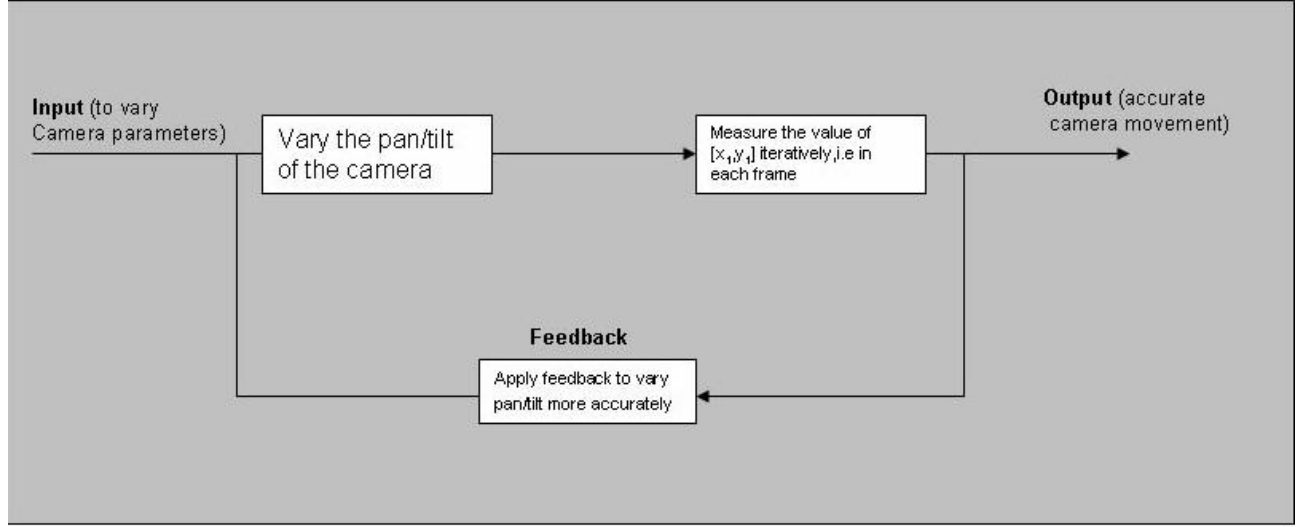 Input (to vary
Camera parameters)
Vary the pan/tilt
of the camera
Measure the value of
[x₁,y₁] iteratively,i.e in
each frame
Output (accurate
camera movement)
Feedback
Apply feedback to vary
pan/tilt more accurately